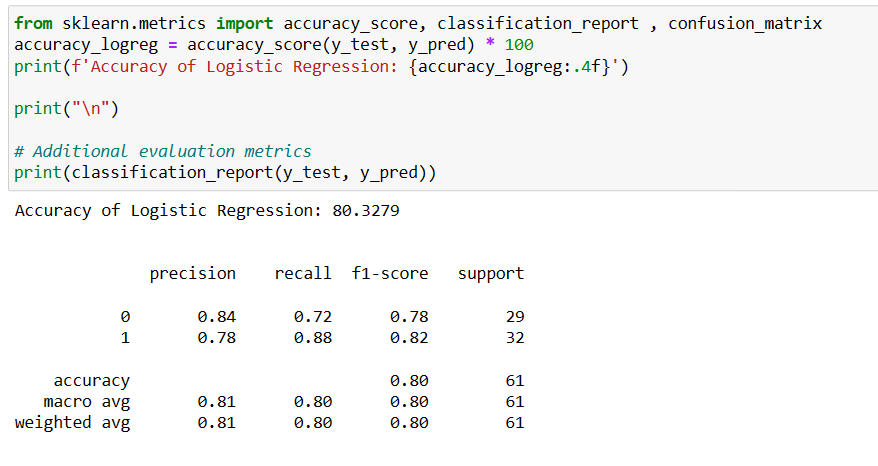 from sklearn.metrics import accuracy_score, classification_report , confusion_matrix
accuracy_logreg = accuracy_score(y_test, y_pred) * 100
print(f'Accuracy of Logistic Regression: {accuracy_logreg:.4f}')
print("\n")
# Additional evaluation metrics
print(classification_report(y_test, y_pred))
Accuracy of Logistic Regression: 80.3279
precision recall f1-score support
0 0.84 0.72 0.78 29
1 0.78 0.88 0.82 32
accuracy 0.80 61
macro avg 0.81 0.80 0.80 61
weighted avg 0.81 0.80 0.80 61